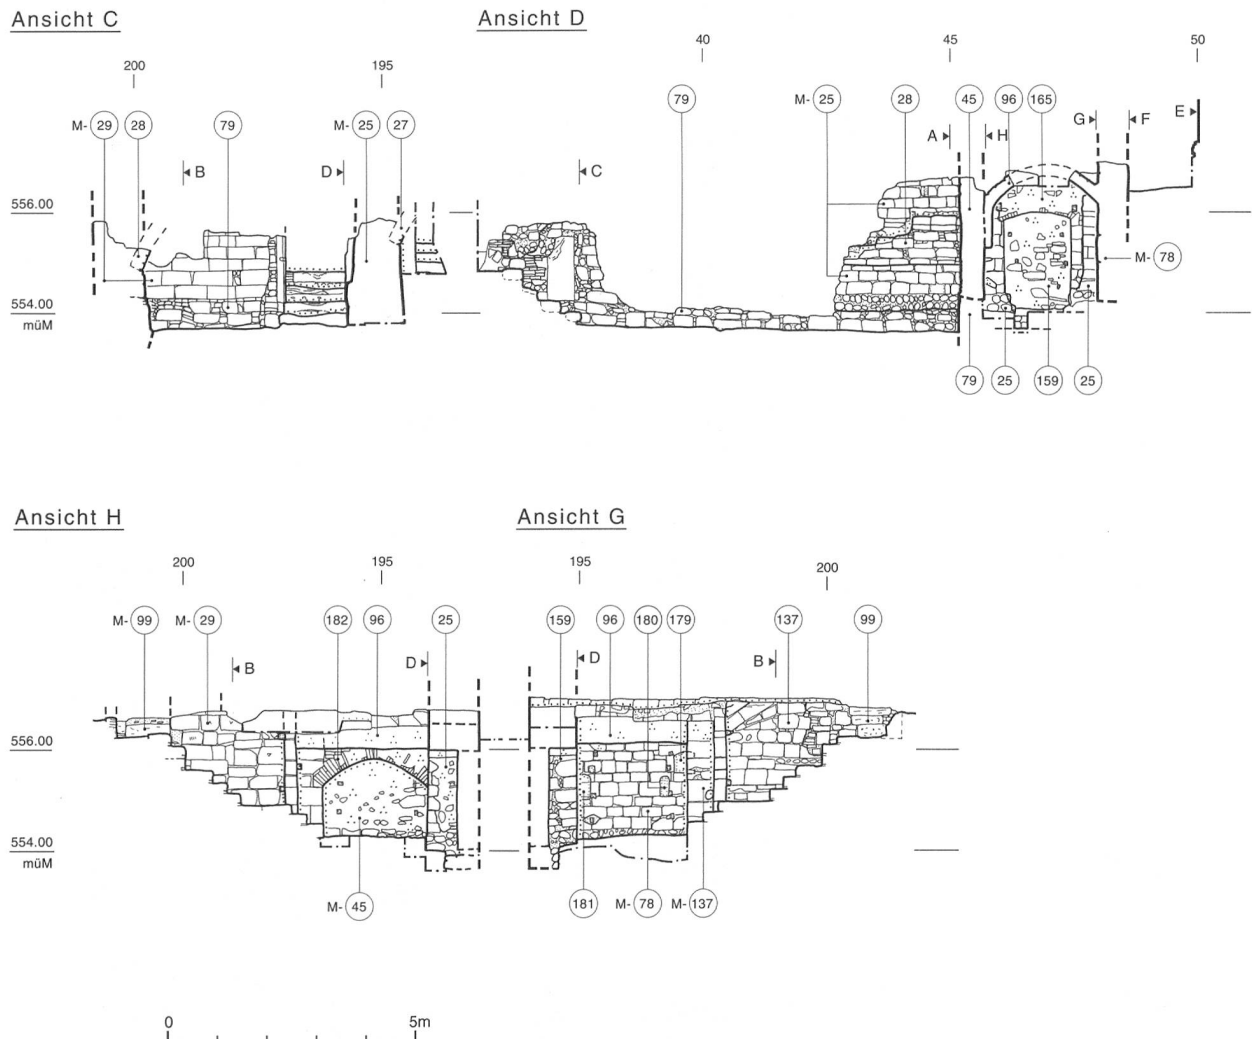 Ansicht C
Ansicht D
200 195
40 45 50
M- 29 28 79 M- 25 27
79 M- 25 28 45 96 165
B D
C A H G F E
556.00
M- 78
554.00
müM
79 25 159 25
Ansicht H
Ansicht G
200 195
195 200
M- 99 M- 29 182 96 25
159 96 180 179 137 99
B D
D B
556.00
554.00
müM
M- 45
181 M- 78 M- 137
0 5m